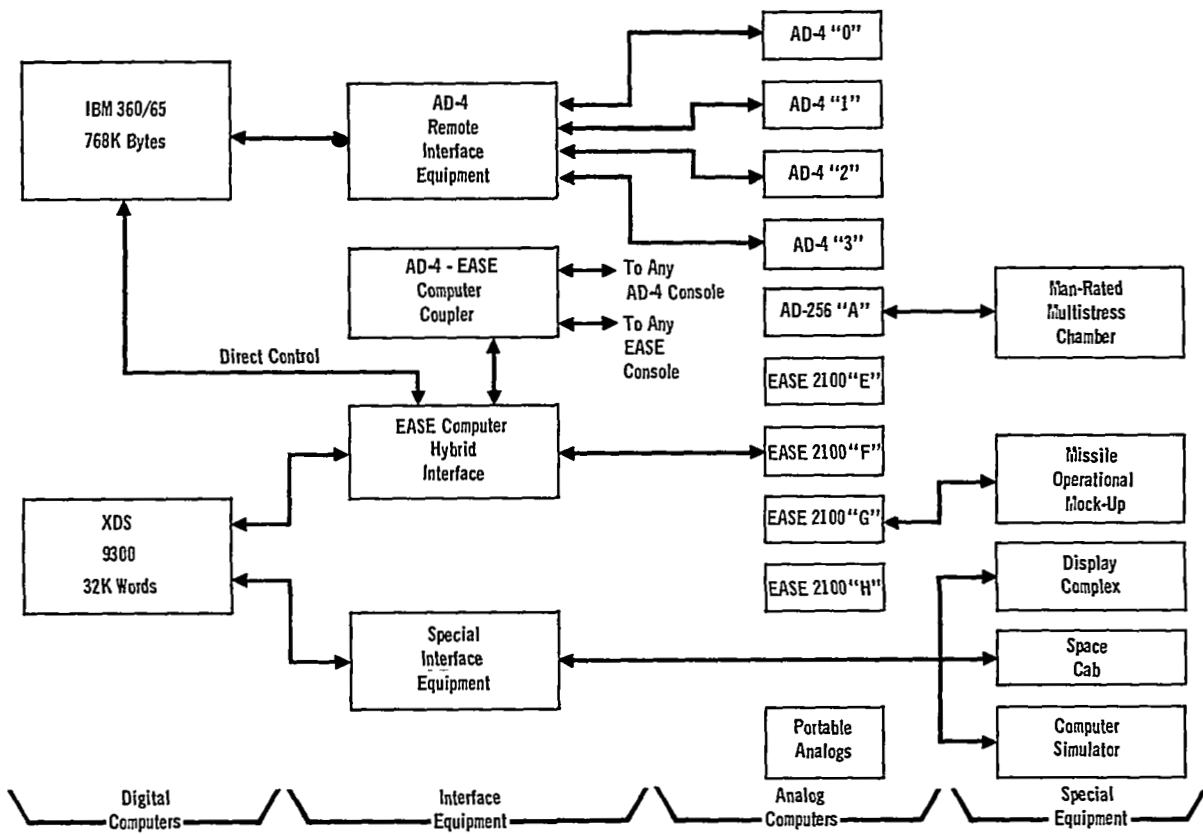 IBM 360/65
768K Bytes
AD-4
Remote
Interface
Equipment
AD-4 "0"
AD-4 "1"
AD-4 "2"
AD-4 "3"
AD-4 - EASE
Computer
Coupler
To Any
AD-4 Console
To Any
EASE
Console
AD-256 "A"
Man-Rated
Multistress
Chamber
Direct Control
EASE 2100 "E"
EASE Computer
Hybrid
Interface
EASE 2100 "F"
Missile
Operational
Mock-Up
EASE 2100 "G"
XDS
9300
32K Words
EASE 2100 "H"
Display
Complex
Special
Interface
Equipment
Space
Cab
Portable
Analogs
Computer
Simulator
Digital
Computers
Interface
Equipment
Analog
Computers
Special
Equipment